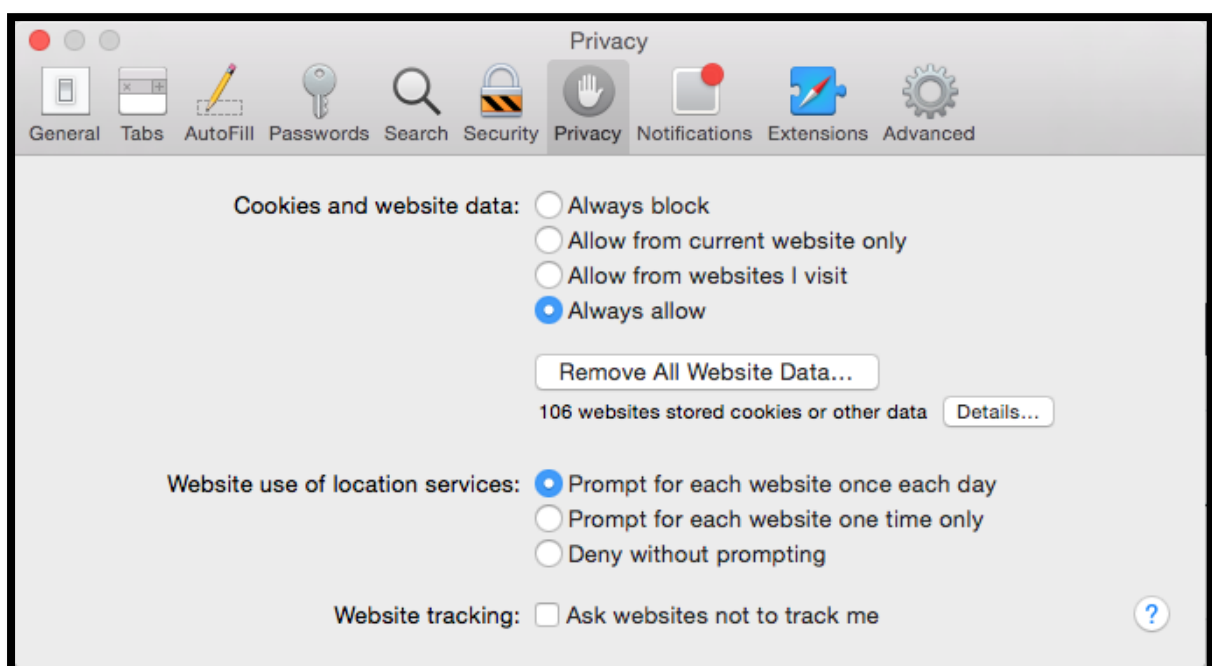 Privacy
General Tabs AutoFill Passwords Search Security Privacy Notifications Extensions Advanced
Cookies and website data: Always block
Allow from current website only
Allow from websites I visit
Always allow
Remove All Website Data...
106 websites stored cookies or other data Details...
Website use of location services: Prompt for each website once each day
Prompt for each website one time only
Deny without prompting
Website tracking: Ask websites not to track me ?